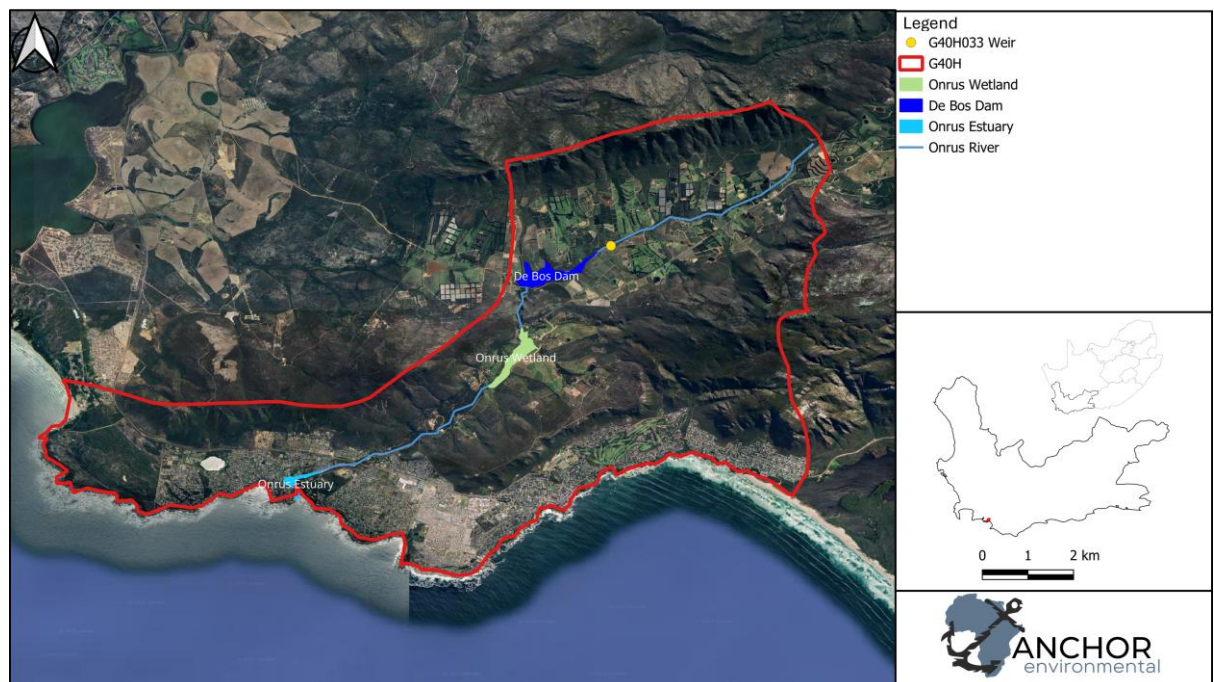 De Bos Dam
Onrus Wetland
Onrus Estuary
Legend
G40H033 Weir
G40H
Onrus Wetland
De Bos Dam
Onrus Estuary
Onrus River
0 1 2 km
ANCHOR
environmental